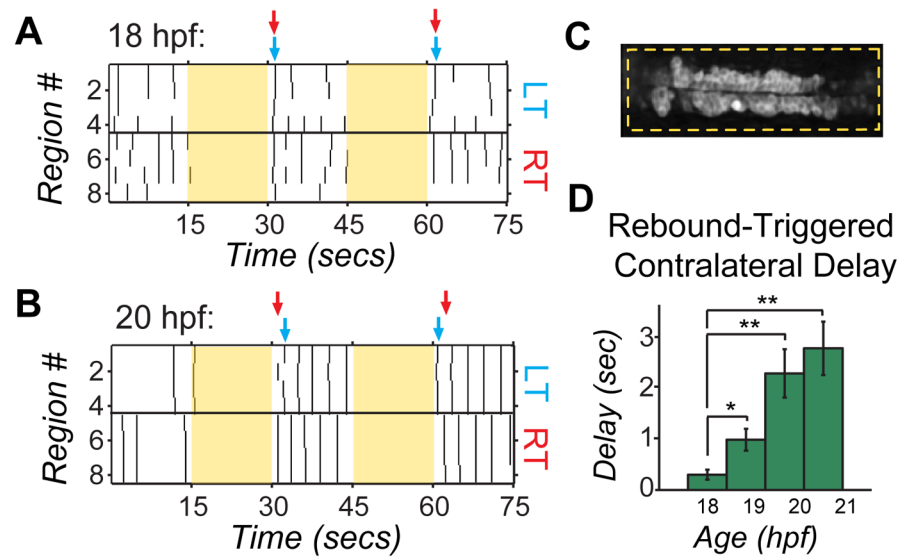 A
18 hpf:
Region #
2
4
6
8
LT
RT
15
30
45
60
75
Time (secs)
B
20 hpf:
Region #
2
4
6
8
LT
RT
15
30
45
60
75
Time (secs)
C
D
Rebound-Triggered
Contralateral Delay
**
**
*
Delay (sec)
3
2
1
0
18
19
20
21
Age (hpf)